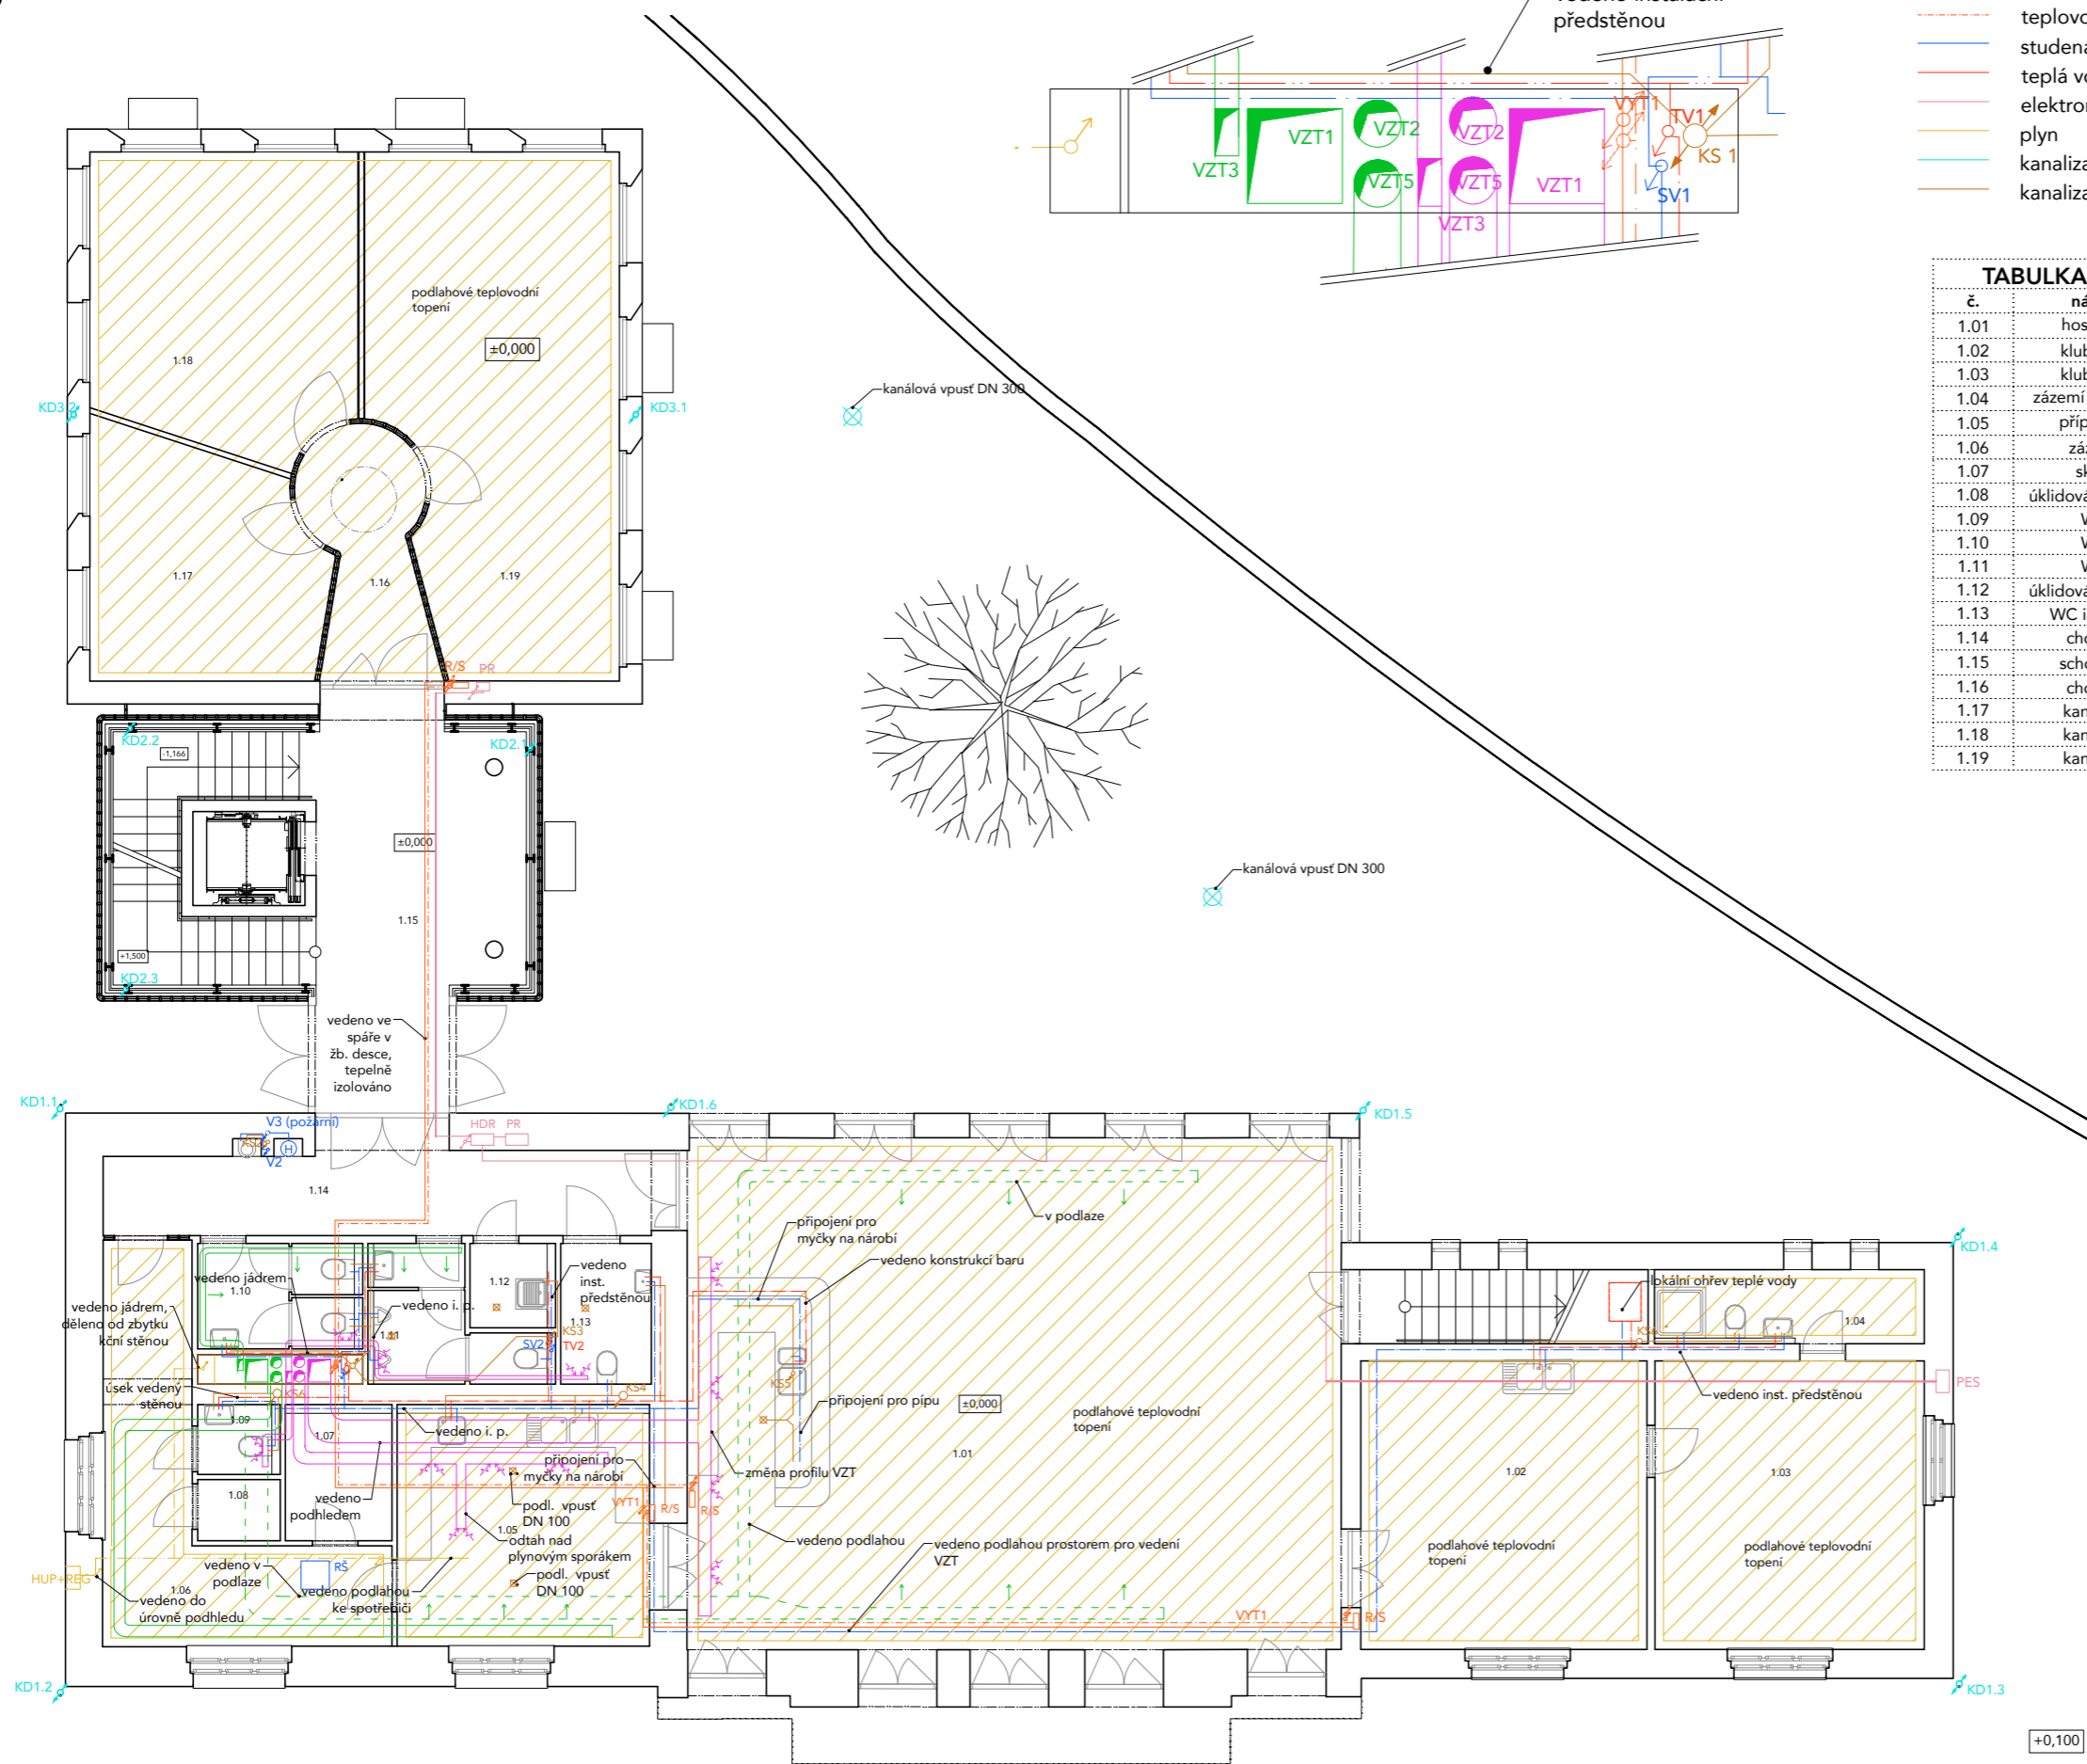 předstěnou
plyn
VYT1
TV1
KS 1
SV1
VZT1
VZT2
VZT3
VZT5
VZT2
VZT5
VZT1
VZT3
TABULKA
č.
1.01
1.02
1.03
1.04
zázemí
1.05
1.06
1.07
1.08
1.09
1.10
1.11
1.12
1.13
1.14
1.15
1.16
1.17
1.18
1.19
podlahové teplovodní
topení
±0,000
1.18
KD3.2
KD3.1
kanálová vpusť DN 300
1.17
1.16
1.19
R/S
PR
KD2.2
KD2.1
-1,166
±0,000
kanálová vpusť DN 300
1.15
+1,500
KD2.3
vedeno ve
spáře v
žb. desce,
tepelně
izolováno
KD1.1
KD1.6
KD1.5
V3 (požární)
H
V2
HDR
PR
1.14
v podlaze
připojení pro
myčky na nárobí
vedeno konstrukcí baru
KD1.4
vedeno
inst.
předstěnou
vedeno jádrem
1.10
1.12
1.13
lokální ohřev teplé vody
vedeno jádrem,
děleno od zbytku
kční stěnou
vedeno i. p.
1.11
KS3
SV2
TV2
1.04
úsek vedený
stěnou
KS6
KS4
KS5
připojení pro pípu
±0,000
podlahové teplovodní
topení
vedeno inst. předstěnou
PES
1.09
1.07
vedeno i. p.
1.01
připojení pro
myčky na nárobí
změna profilu VZT
1.02
1.03
1.08
vedeno
podhledem
podl. vpusť
DN 100
VYT1
R/S
R/S
1.05
odtah nad
plynovým sporákem
vedeno podlahou
vedeno podlahou prostorem pro vedení
VZT
podlahové teplovodní
topení
podlahové teplovodní
topení
HUP+REG
vedeno v
podlaze
RŠ
podl. vpusť
DN 100
1.06
vedeno podlahou
ke spotřebiči
vedeno do
úrovně podhledu
VYT1
R/S
KD1.2
KD1.3
+0,100